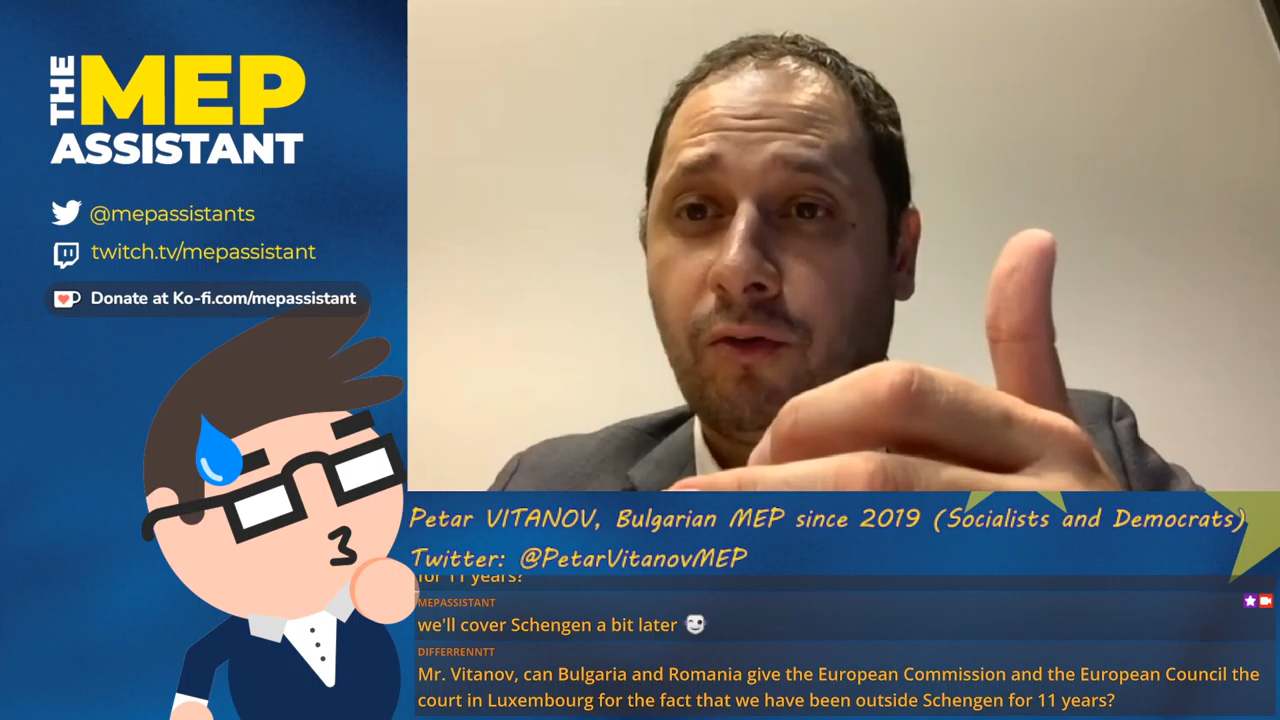 THE MEP
ASSISTANT
@mepassistants
twitch.tv/mepassistant
Donate at Ko-fi.com/mepassistant
Petar VITANOV, Bulgarian MEP since 2019 (Socialists and Democrats)
Twitter: @PetarVitanovMEP
for 11 years?
MEPASSISTANT
we'll cover Schengen a bit later
DIFFERRENNTT
Mr. Vitanov, can Bulgaria and Romania give the European Commission and the European Council the
court in Luxembourg for the fact that we have been outside Schengen for 11 years?